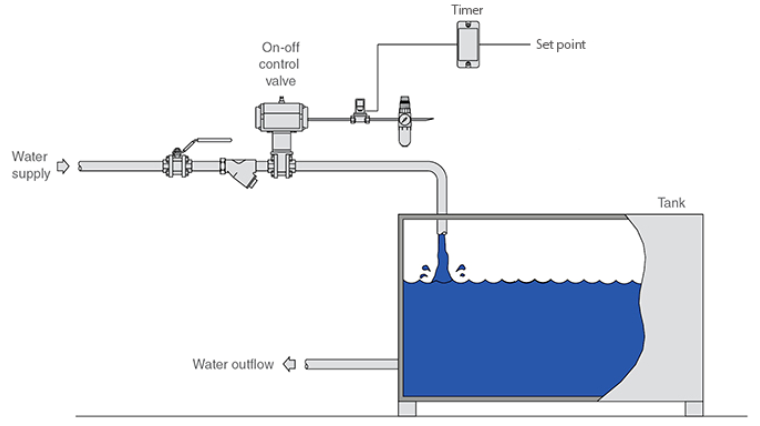 Timer
Set point
On-off
control
valve
Water
supply
Tank
Water outflow